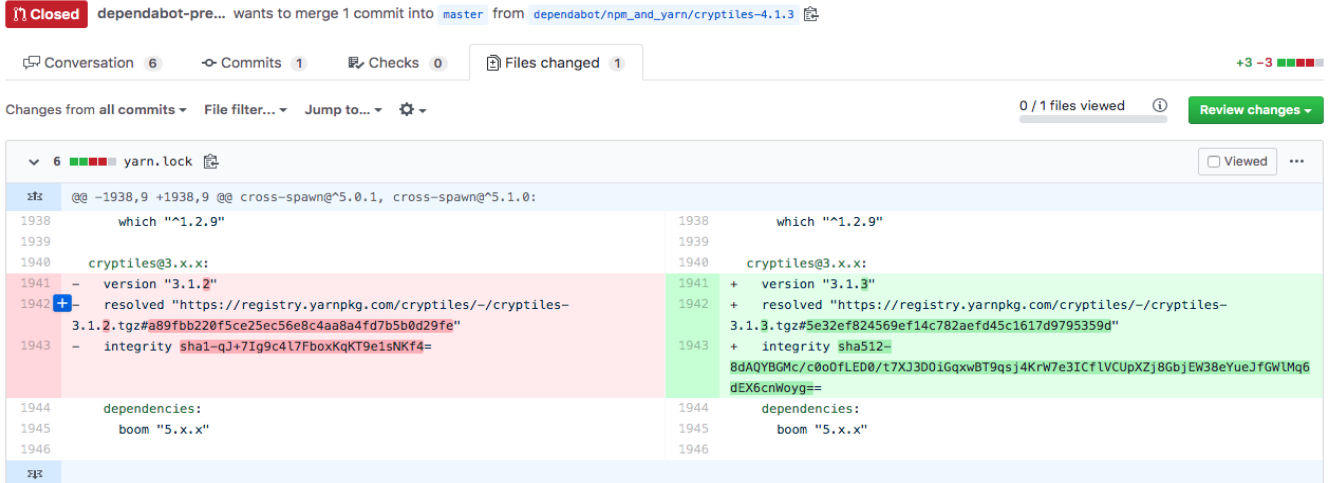 Closed dependabot-pre... wants to merge 1 commit into master from dependabot/npm_and_yarn/cryptiles-4.1.3
Conversation 6 Commits 1 Checks 0 Files changed 1 +3 −3
Changes from all commits File filter... Jump to... 0 / 1 files viewed Review changes
6 yarn.lock Viewed ...
@@ -1938,9 +1938,9 @@ cross-spawn@^5.0.1, cross-spawn@^5.1.0:
1938 which "^1.2.9" 1938 which "^1.2.9"
1939 1939
1940 cryptiles@3.x.x: 1940 cryptiles@3.x.x:
1941 - version "3.1.2" 1941 + version "3.1.3"
1942 - resolved "https://registry.yarnpkg.com/cryptiles/-/cryptiles- 1942 + resolved "https://registry.yarnpkg.com/cryptiles/-/cryptiles-
3.1.2.tgz#a89fbb220f5ce25ec56e8c4aa8a4fd7b5b0d29fe" 3.1.3.tgz#5e32ef824569ef14c782aefd45c1617d9795359d"
1943 - integrity sha1-qJ+7Ig9c4l7FboxKqKT9e1sNKf4= 1943 + integrity sha512-
8dAQYBGMc/c0oOfLED0/t7XJ3DOiGqxwBT9qsj4KrW7e3ICflVCUpXZj8GbjEW38eYueJfGWlMq6
dEX6cnWoyg==
1944 dependencies: 1944 dependencies:
1945 boom "5.x.x" 1945 boom "5.x.x"
1946 1946